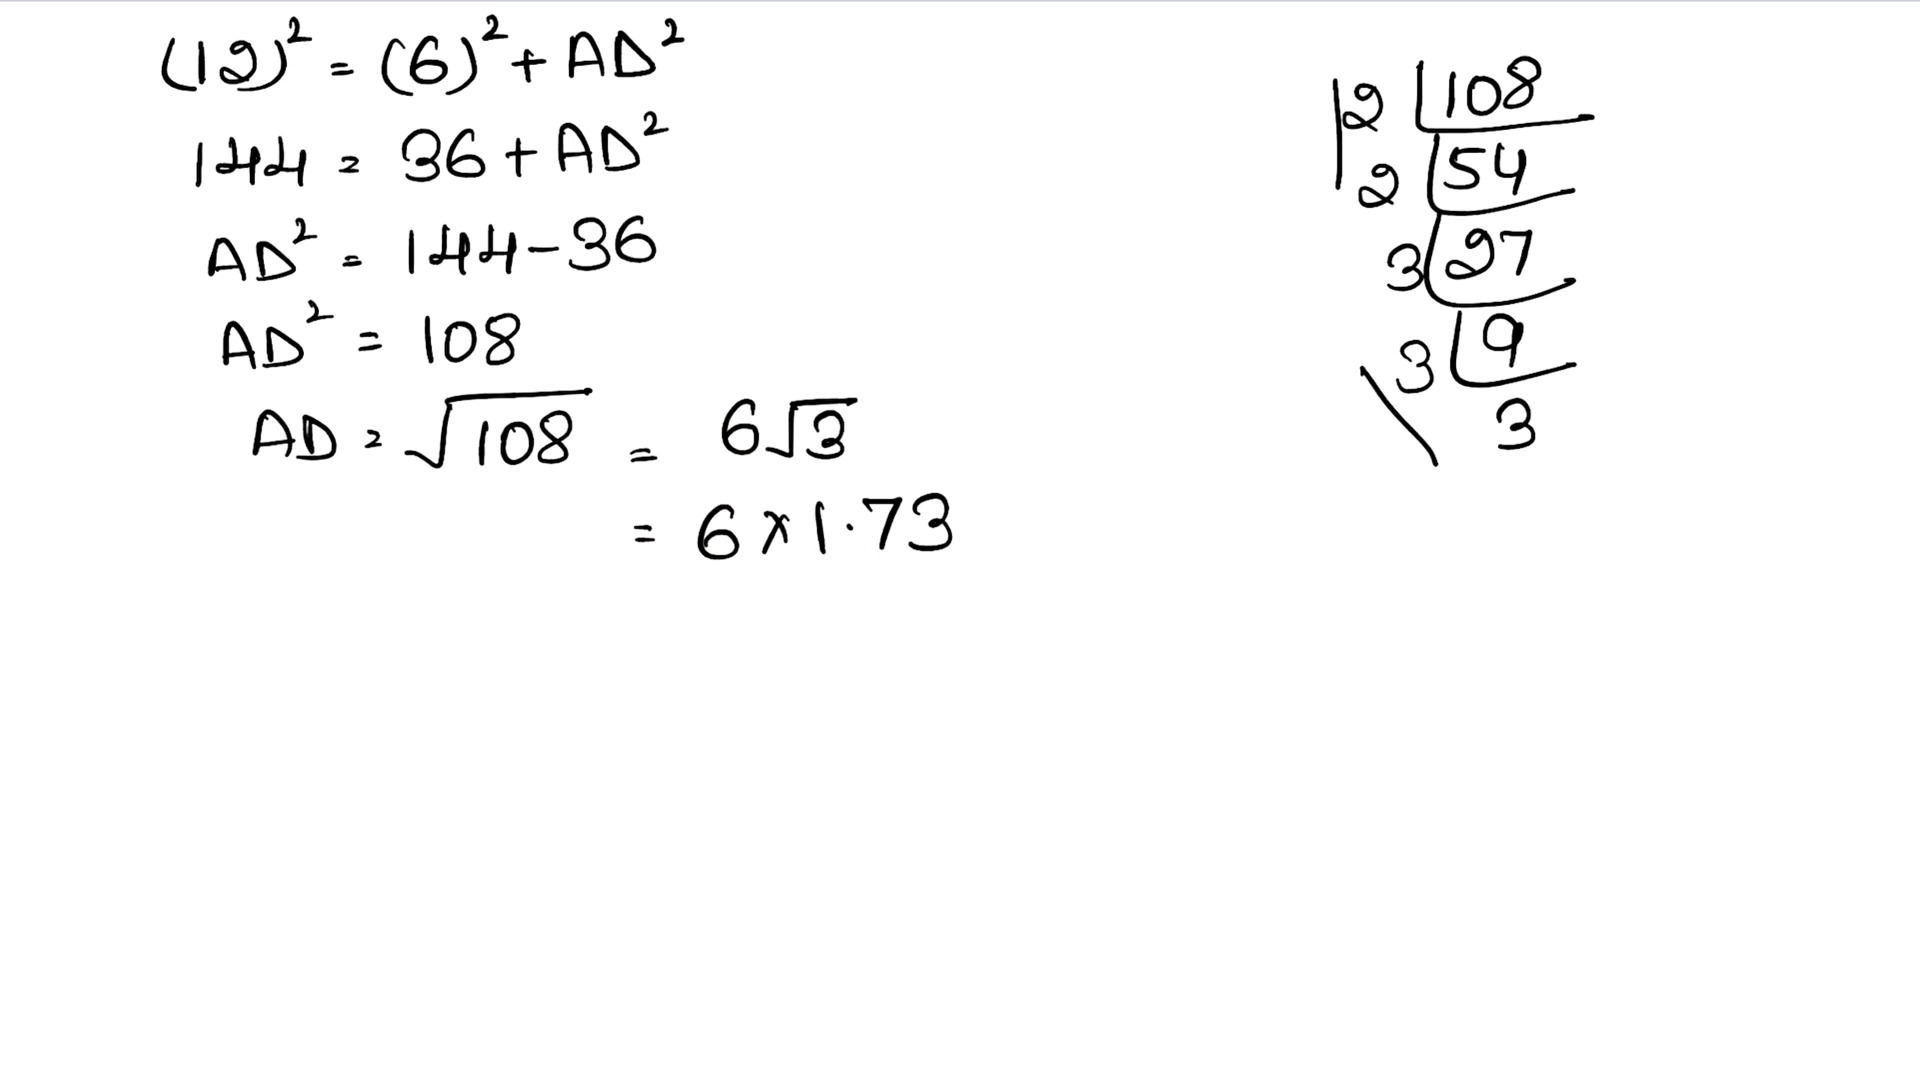 (12)² = (6)² + AD²
144 = 36 + AD²
AD² = 144 - 36
AD² = 108
AD = √108 = 6√3
= 6 × 1.73
2 | 108
2 | 54
3 | 27
3 | 9
3